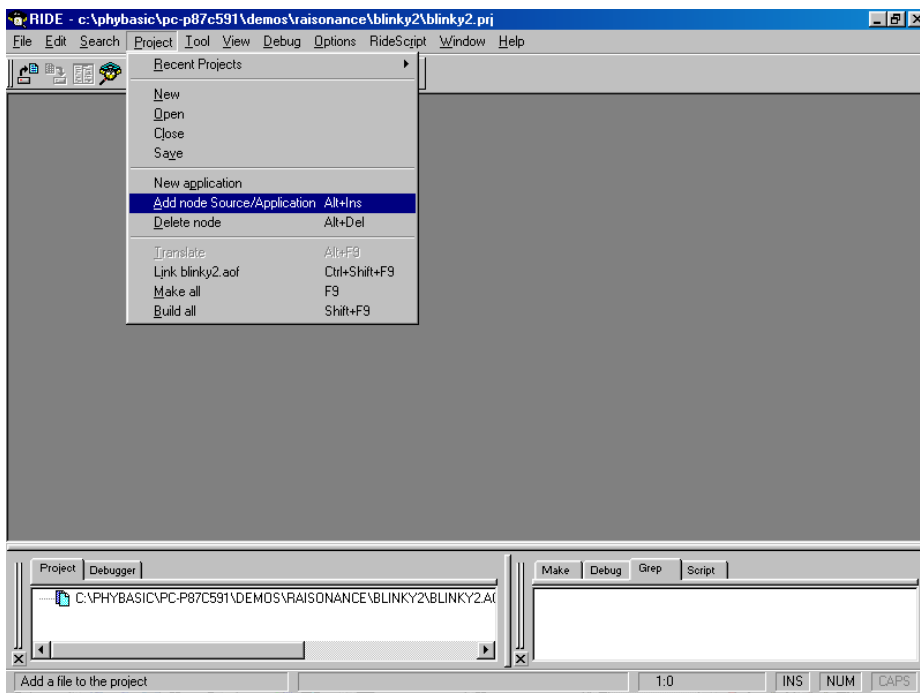 RIDE - c:\phybasic\pc-p87c591\demos\raisonance\blinky2\blinky2.prj
File Edit Search Project Tool View Debug Options RideScript Window Help
Recent Projects
New
Open
Close
Save
New application
Add node Source/Application Alt+Ins
Delete node Alt+Del
Translate Alt+F9
Link blinky2.aof Ctrl+Shift+F9
Make all F9
Build all Shift+F9
Project Debugger
C:\PHYBASIC\PC-P87C591\DEMOS\RAISONANCE\BLINKY2\BLINKY2.A
Make Debug Grep Script
Add a file to the project 1:0 INS NUM CAPS